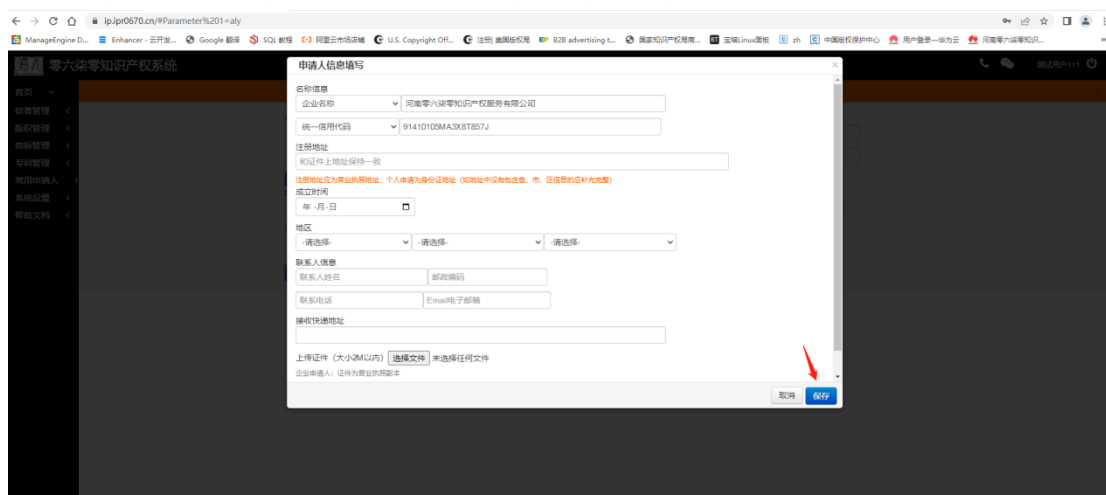 ip.ipr0670.cn/#Parameter%201=aly
ManageEngine D... Enhancer - 云开发... Google 翻译 SQL 教程 阿里云市场店铺 U.S. Copyright Off... 注册| 美国版权局 B2B advertising t... 国家知识产权局商... 宝塔Linux面板 zh 中国版权保护中心 用户登录—华为云 河南零六柒零知识... »
零六柒零知识产权系统
测试用户111
首页
软著管理
版权管理
商标管理
专利管理
常用申请人
系统设置
帮助文档
申请人信息填写 ×
名称信息
企业名称 河南零六柒零知识产权服务有限公司
统一信用代码 91410105MA3X8T857J
注册地址
和证件上地址保持一致
注册地址应为营业执照地址、个人申请为身份证地址（如地址中没有包含省、市、区信息的应补充完整）
成立时间
年 -月-日
地区
-请选择- -请选择- -请选择-
联系人信息
联系人姓名 邮政编码
联系电话 Email电子邮箱
接收快递地址
上传证件（大小2M以内） 选择文件 未选择任何文件
企业申请人：证件为营业执照副本
取消 保存